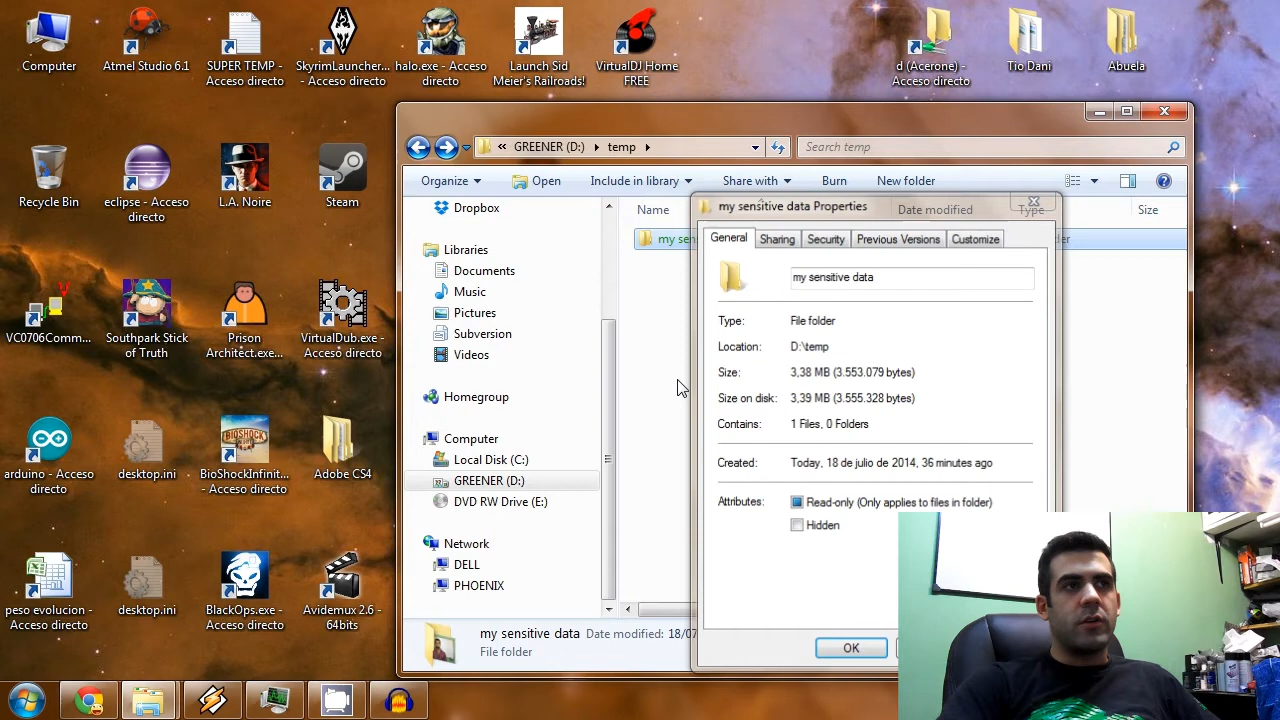 Computer
Atmel Studio 6.1
SUPER TEMP -
Acceso directo
SkyrimLauncher...
- Acceso directo
halo.exe - Acceso
directo
Launch Sid
Meier's Railroads!
VirtualDJ Home
FREE
d (Acerone) -
Acceso directo
Tio Dani
Abuela
Recycle Bin
eclipse - Acceso
directo
L.A. Noire
Steam
VC0706Comm...
Southpark Stick
of Truth
Prison
Architect.exe...
VirtualDub.exe -
Acceso directo
arduino - Acceso
directo
desktop.ini
BioShockInfinit...
- Acceso directo
Adobe CS4
peso evolucion -
Acceso directo
desktop.ini
BlackOps.exe -
Acceso directo
Avidemux 2.6 -
64bits
« GREENER (D:) temp
Search temp
Organize Open Include in library Share with Burn New folder
Name Date modified Type Size
Dropbox
Libraries
Documents
Music
Pictures
Subversion
Videos
Homegroup
Computer
Local Disk (C:)
GREENER (D:)
DVD RW Drive (E:)
Network
DELL
PHOENIX
my sen
der
my sensitive data Date modified: 18/07
File folder
my sensitive data Properties
General Sharing Security Previous Versions Customize
my sensitive data
Type: File folder
Location: D:\temp
Size: 3,38 MB (3.553.079 bytes)
Size on disk: 3,39 MB (3.555.328 bytes)
Contains: 1 Files, 0 Folders
Created: Today, 18 de julio de 2014, 36 minutes ago
Attributes: Read-only (Only applies to files in folder)
Hidden
OK